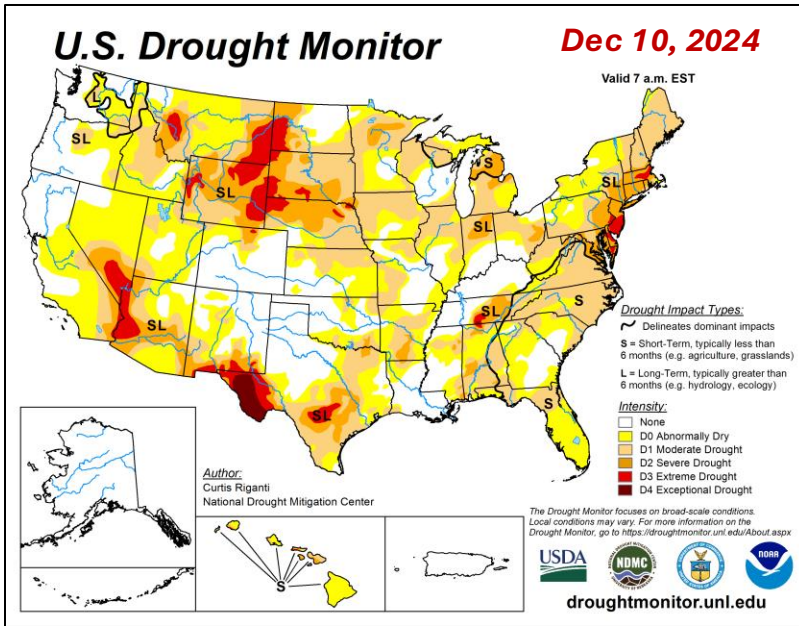 U.S. Drought Monitor
Dec 10, 2024
Valid 7 a.m. EST
L
SL
SL
SL
SL
S
SL
SL
SL
S
S
SL
S
Drought Impact Types:
Delineates dominant impacts
S = Short-Term, typically less than
6 months (e.g. agriculture, grasslands)
L = Long-Term, typically greater than
6 months (e.g. hydrology, ecology)
Intensity:
None
D0 Abnormally Dry
D1 Moderate Drought
D2 Severe Drought
D3 Extreme Drought
D4 Exceptional Drought
Author:
Curtis Riganti
National Drought Mitigation Center
The Drought Monitor focuses on broad-scale conditions.
Local conditions may vary. For more information on the
Drought Monitor, go to https://droughtmonitor.unl.edu/About.aspx
USDA
NDMC
NOAA
droughtmonitor.unl.edu